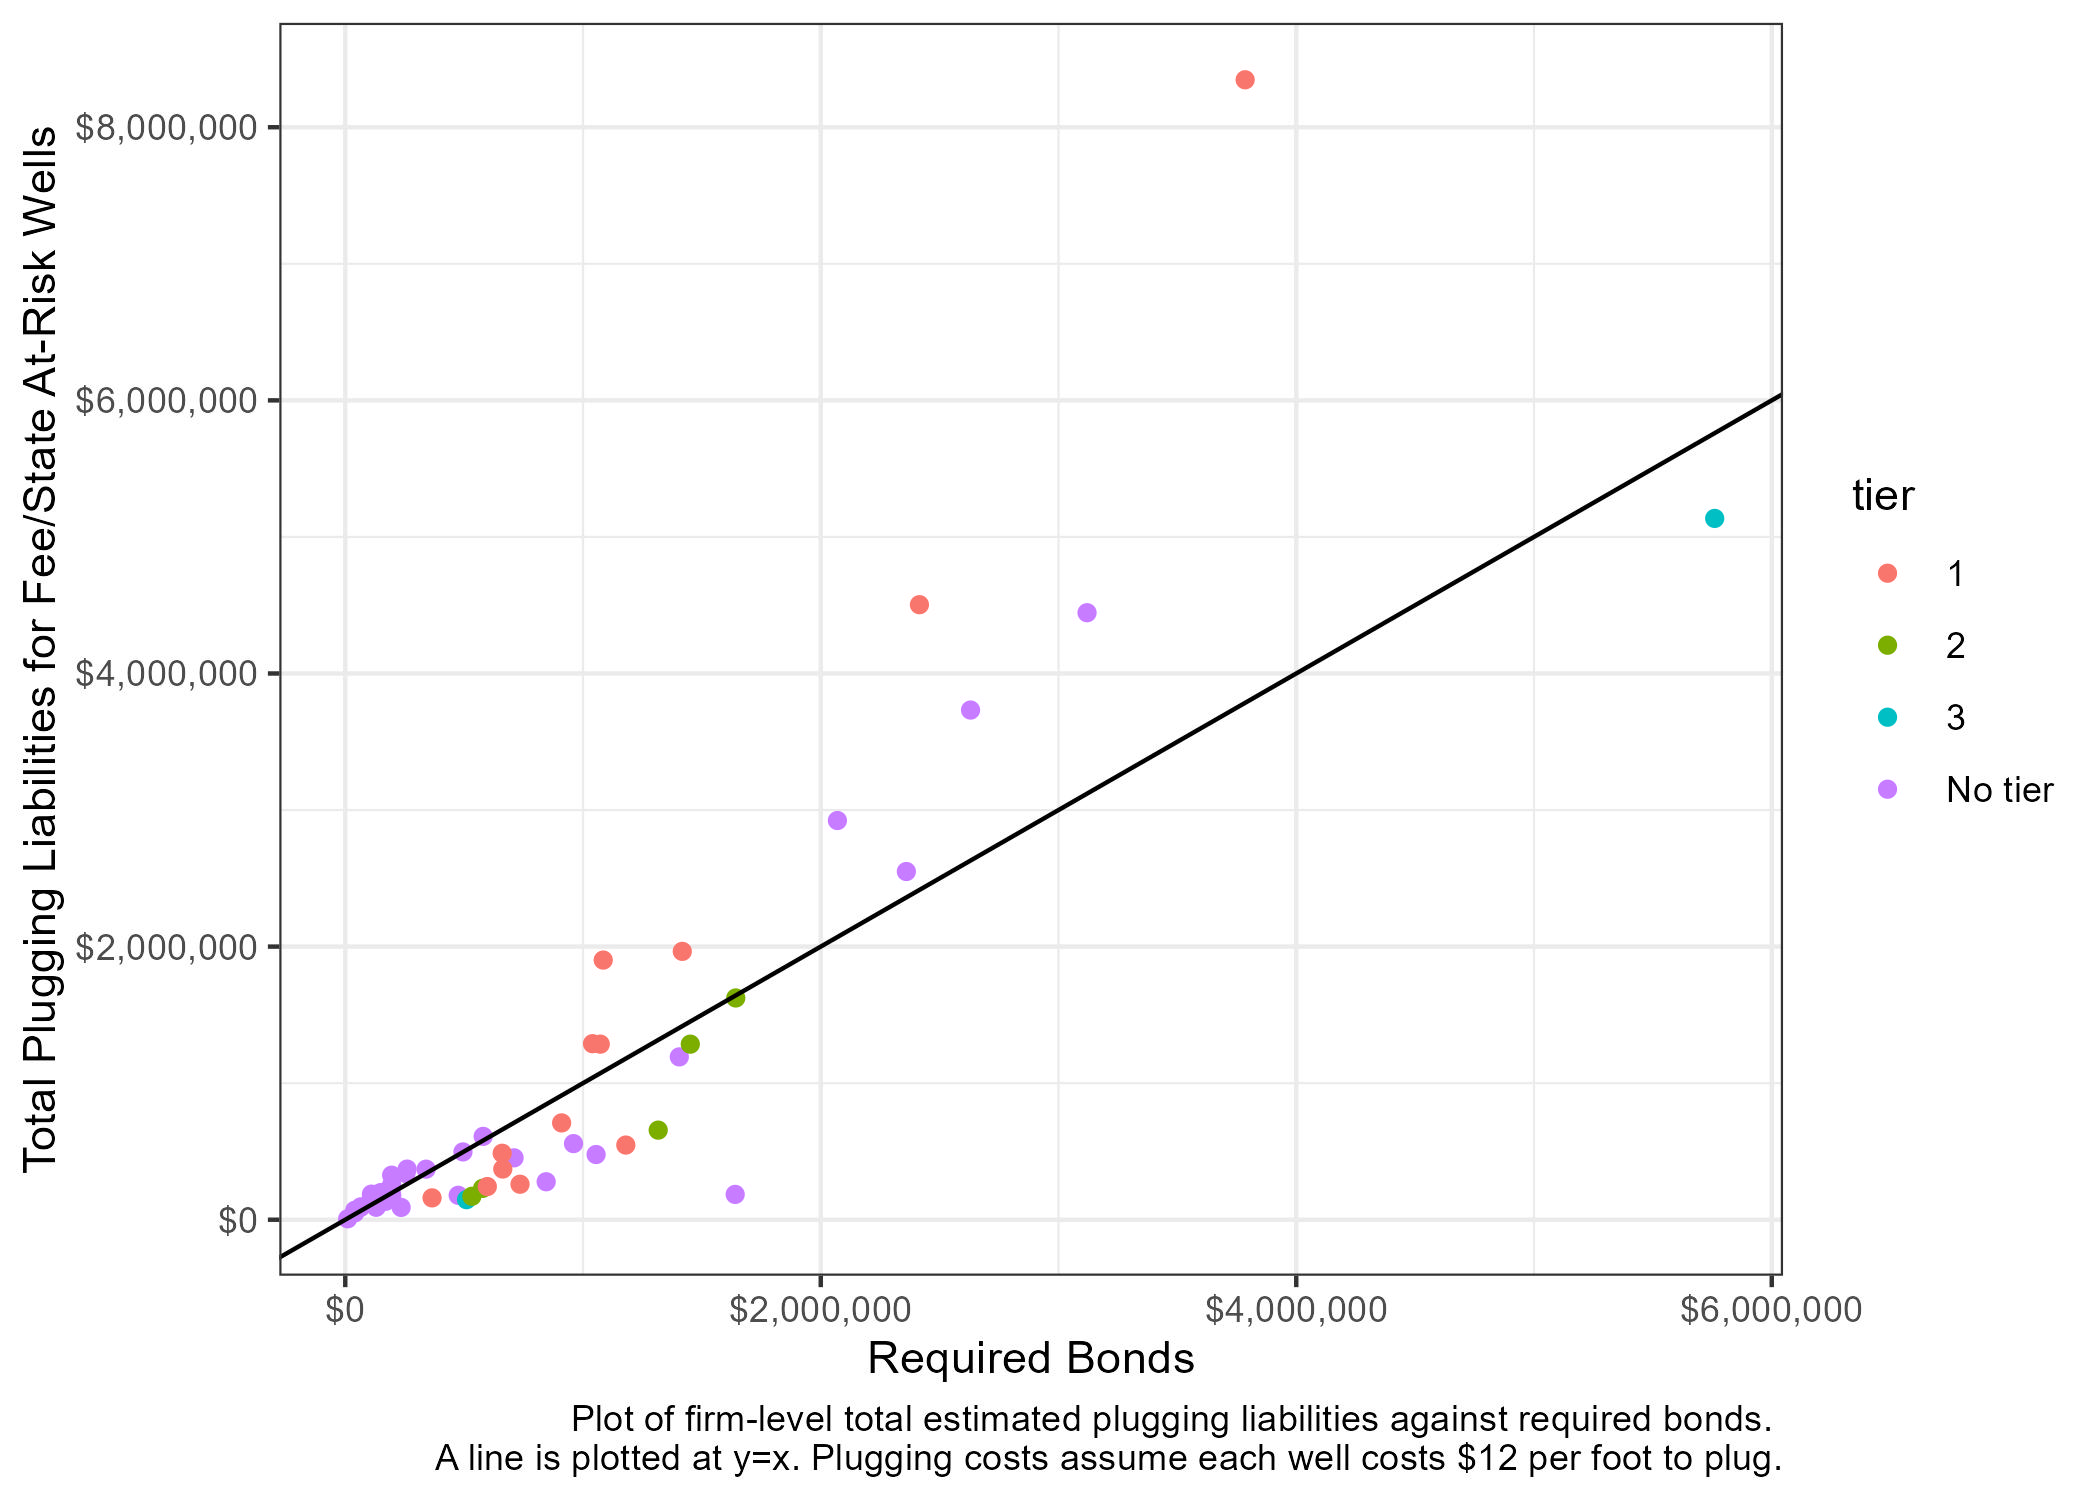 Total Plugging Liabilities for Fee/State At-Risk Wells
$8,000,000
$6,000,000
$4,000,000
$2,000,000
$0
$0
$2,000,000
$4,000,000
$6,000,000
Required Bonds
tier
1
2
3
No tier
Plot of firm-level total estimated plugging liabilities against required bonds.
A line is plotted at y=x. Plugging costs assume each well costs $12 per foot to plug.